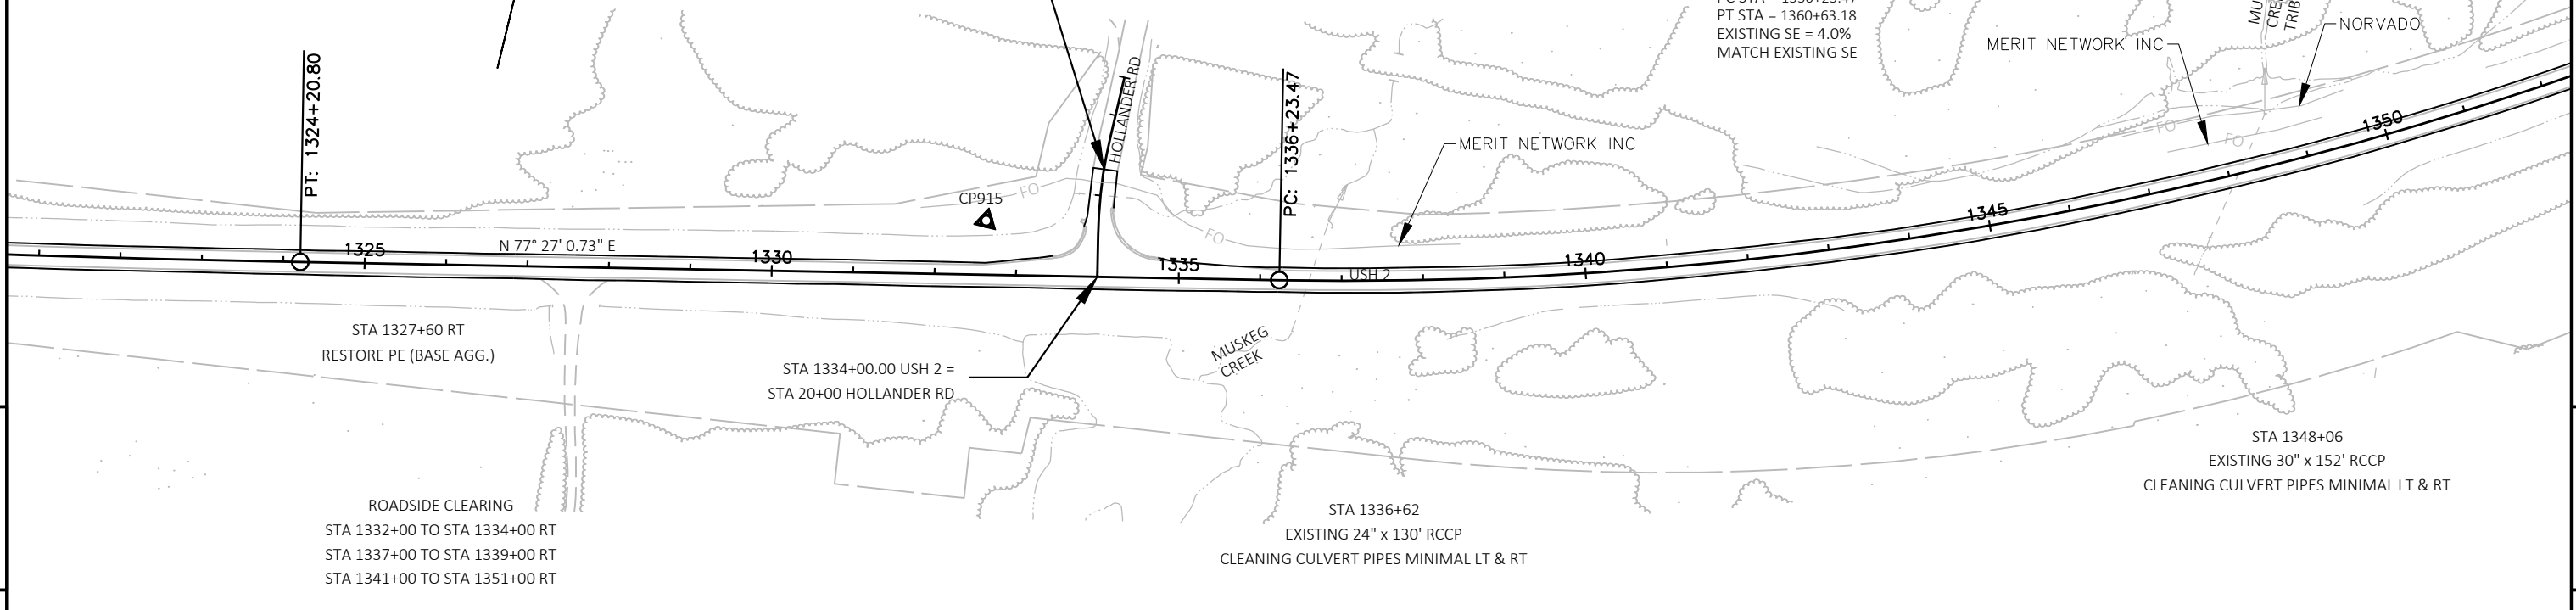 PT STA = 1360+63.18
EXISTING SE = 4.0%
MATCH EXISTING SE
NORVADO
MERIT NETWORK INC
PT: 1324+20.80
HOLLANDER RD
PC: 1336+23.47
MERIT NETWORK INC
FO
FO
FO
FO
CP915
1325
N 77° 27' 0.73" E
1330
1335
USH 2
1340
1345
1350
STA 1327+60 RT
RESTORE PE (BASE AGG.)
STA 1334+00.00 USH 2 =
STA 20+00 HOLLANDER RD
MUSKEG
CREEK
STA 1348+06
EXISTING 30" x 152' RCCP
CLEANING CULVERT PIPES MINIMAL LT & RT
ROADSIDE CLEARING
STA 1332+00 TO STA 1334+00 RT
STA 1337+00 TO STA 1339+00 RT
STA 1341+00 TO STA 1351+00 RT
STA 1336+62
EXISTING 24" x 130' RCCP
CLEANING CULVERT PIPES MINIMAL LT & RT